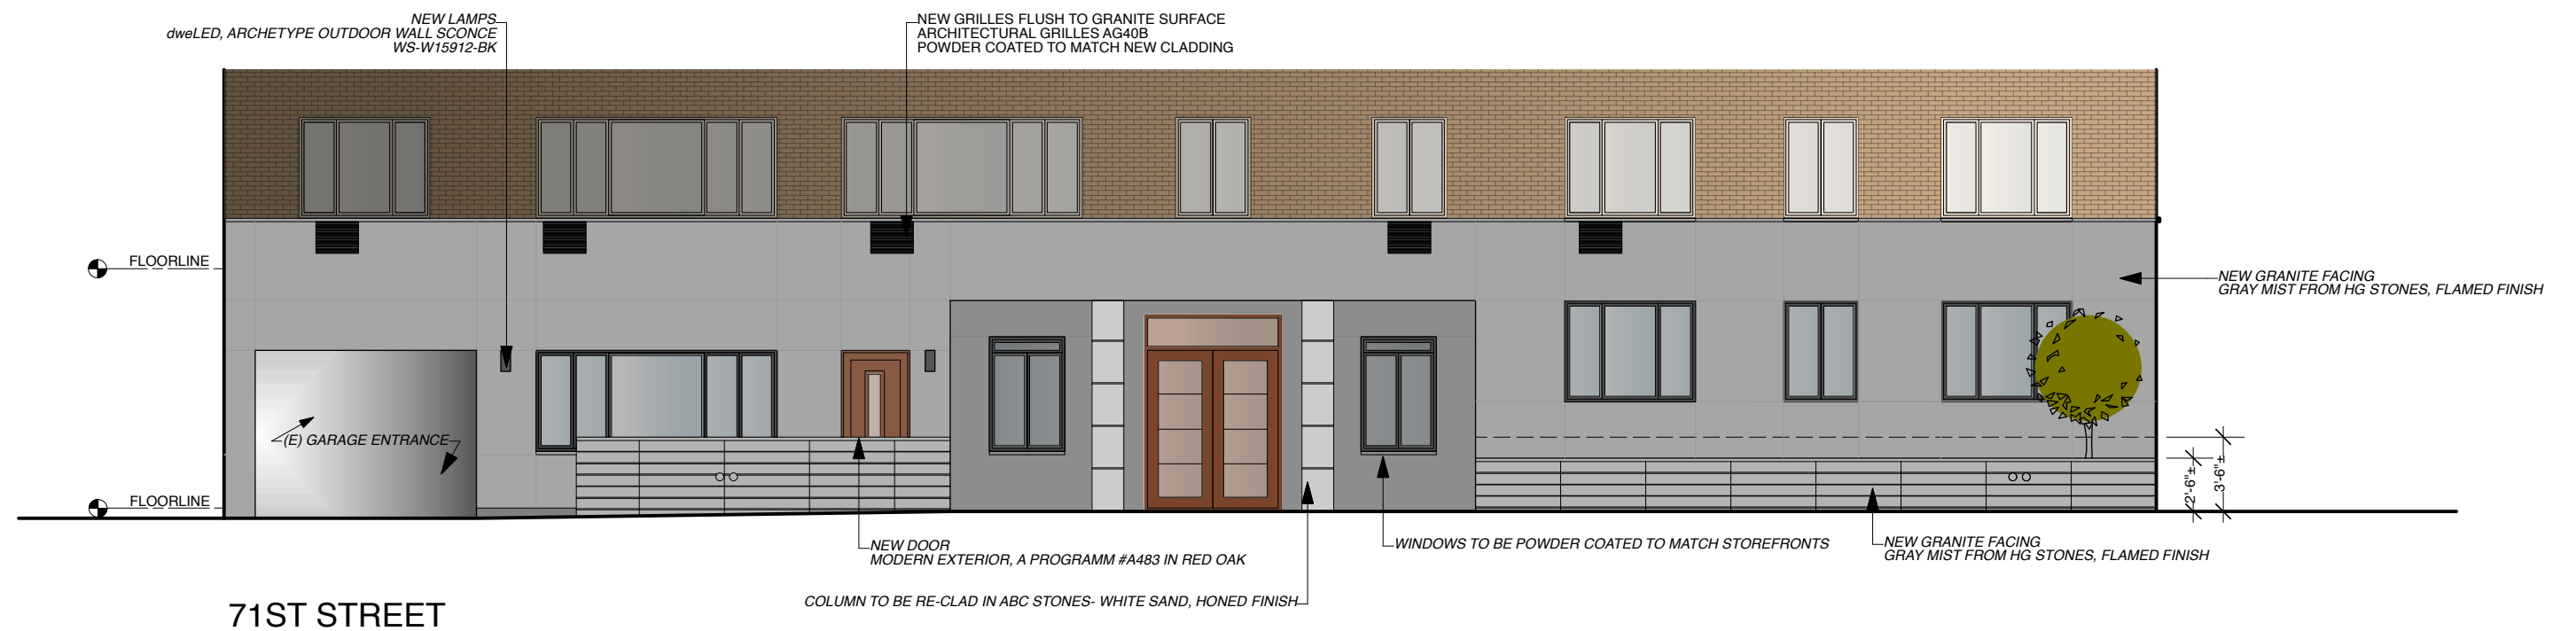 NEW LAMPS
dweLED, ARCHETYPE OUTDOOR WALL SCONCE
WS-W15912-BK
NEW GRILLES FLUSH TO GRANITE SURFACE
ARCHITECTURAL GRILLES AG40B
POWDER COATED TO MATCH NEW CLADDING
FLOORLINE
NEW GRANITE FACING
GRAY MIST FROM HG STONES, FLAMED FINISH
(E) GARAGE ENTRANCE
FLOORLINE
2'-6"±
3'-6"±
NEW DOOR
MODERN EXTERIOR, A PROGRAMM #A483 IN RED OAK
WINDOWS TO BE POWDER COATED TO MATCH STOREFRONTS
NEW GRANITE FACING
GRAY MIST FROM HG STONES, FLAMED FINISH
COLUMN TO BE RE-CLAD IN ABC STONES- WHITE SAND, HONED FINISH
71ST STREET